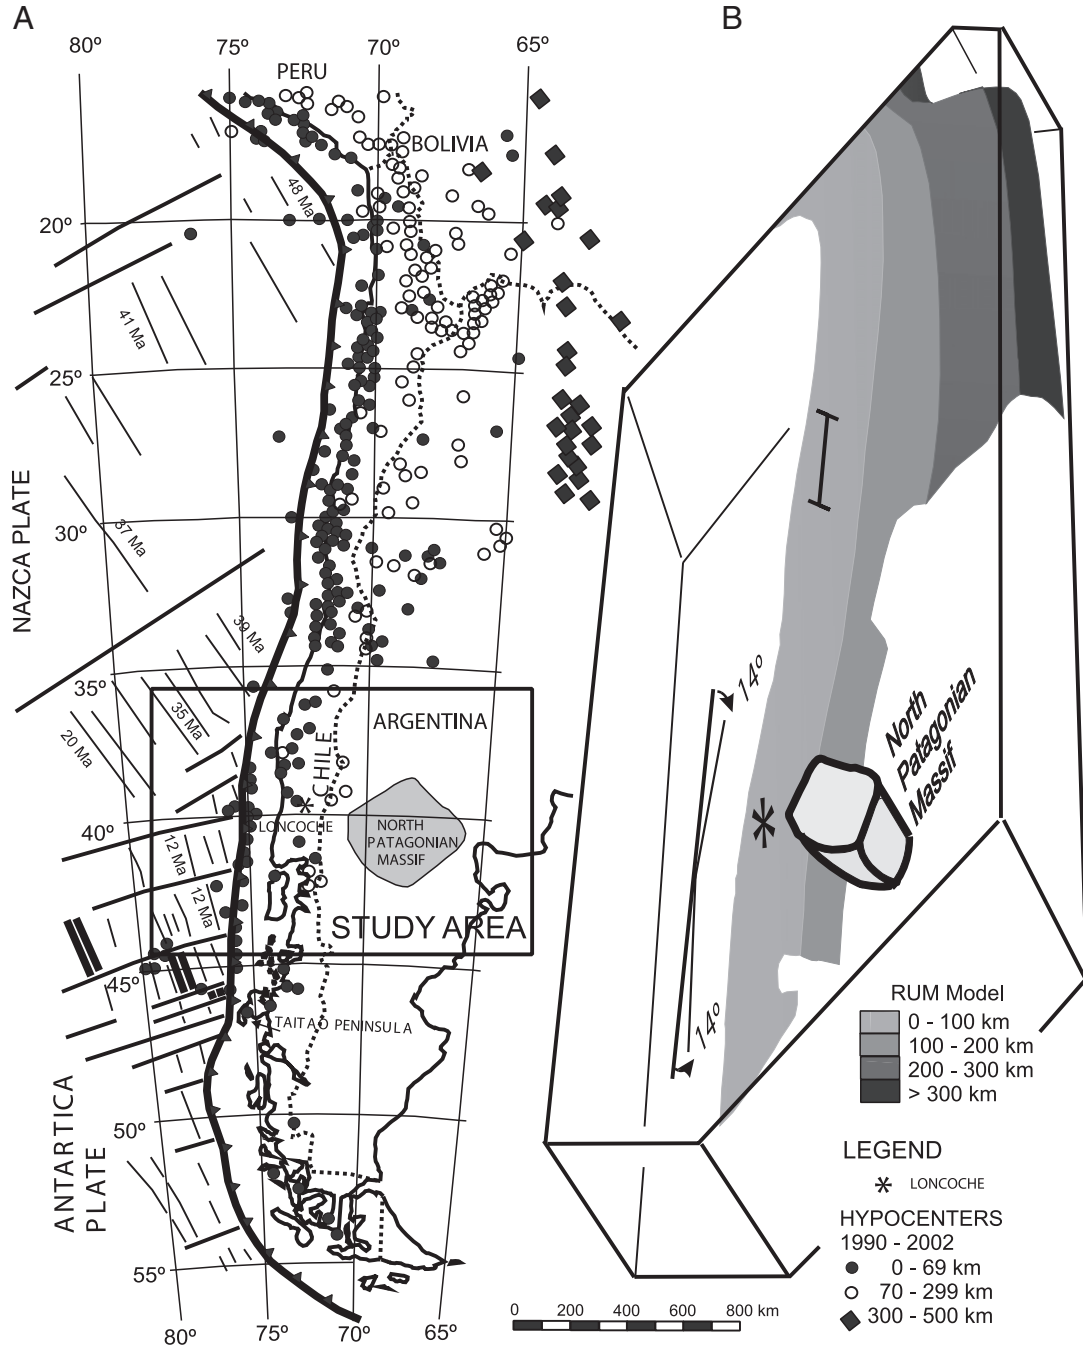 A
B
80º
75º
70º
65º
PERU
BOLIVIA
48 Ma
20º
41 Ma
25º
NAZCA PLATE
30º
37 Ma
39 Ma
35º
35 Ma
20 Ma
ARGENTINA
CHILE
40º
LONCOCHE
NORTH
PATAGONIAN
MASSIF
12 Ma
12 Ma
STUDY AREA
45º
TAITAO PENINSULA
ANTARTICA
PLATE
50º
55º
80º
75º
70º
65º
14º
14º
North
Patagonian
Massif
RUM Model
0 - 100 km
100 - 200 km
200 - 300 km
> 300 km
LEGEND
LONCOCHE
HYPOCENTERS
1990 - 2002
0 - 69 km
70 - 299 km
300 - 500 km
0 200 400 600 800 km